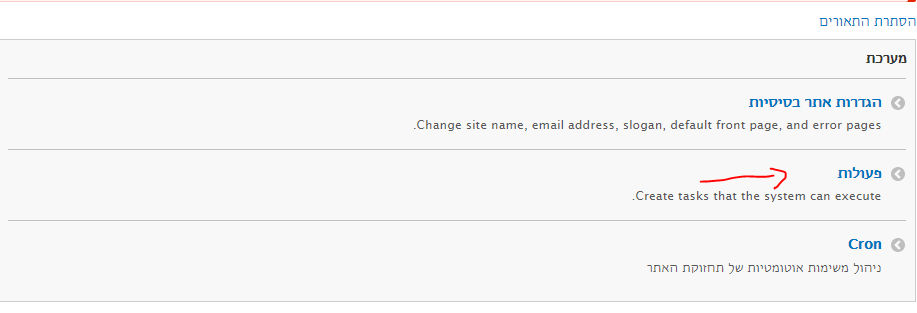 הסתרת התאורים
מערכת
הגדרות אתר בסיסיות
Change site name, email address, slogan, default front page, and error pages.
פעולות
Create tasks that the system can execute.
Cron
ניהול משימות אוטומטיות של תחזוקת האתר